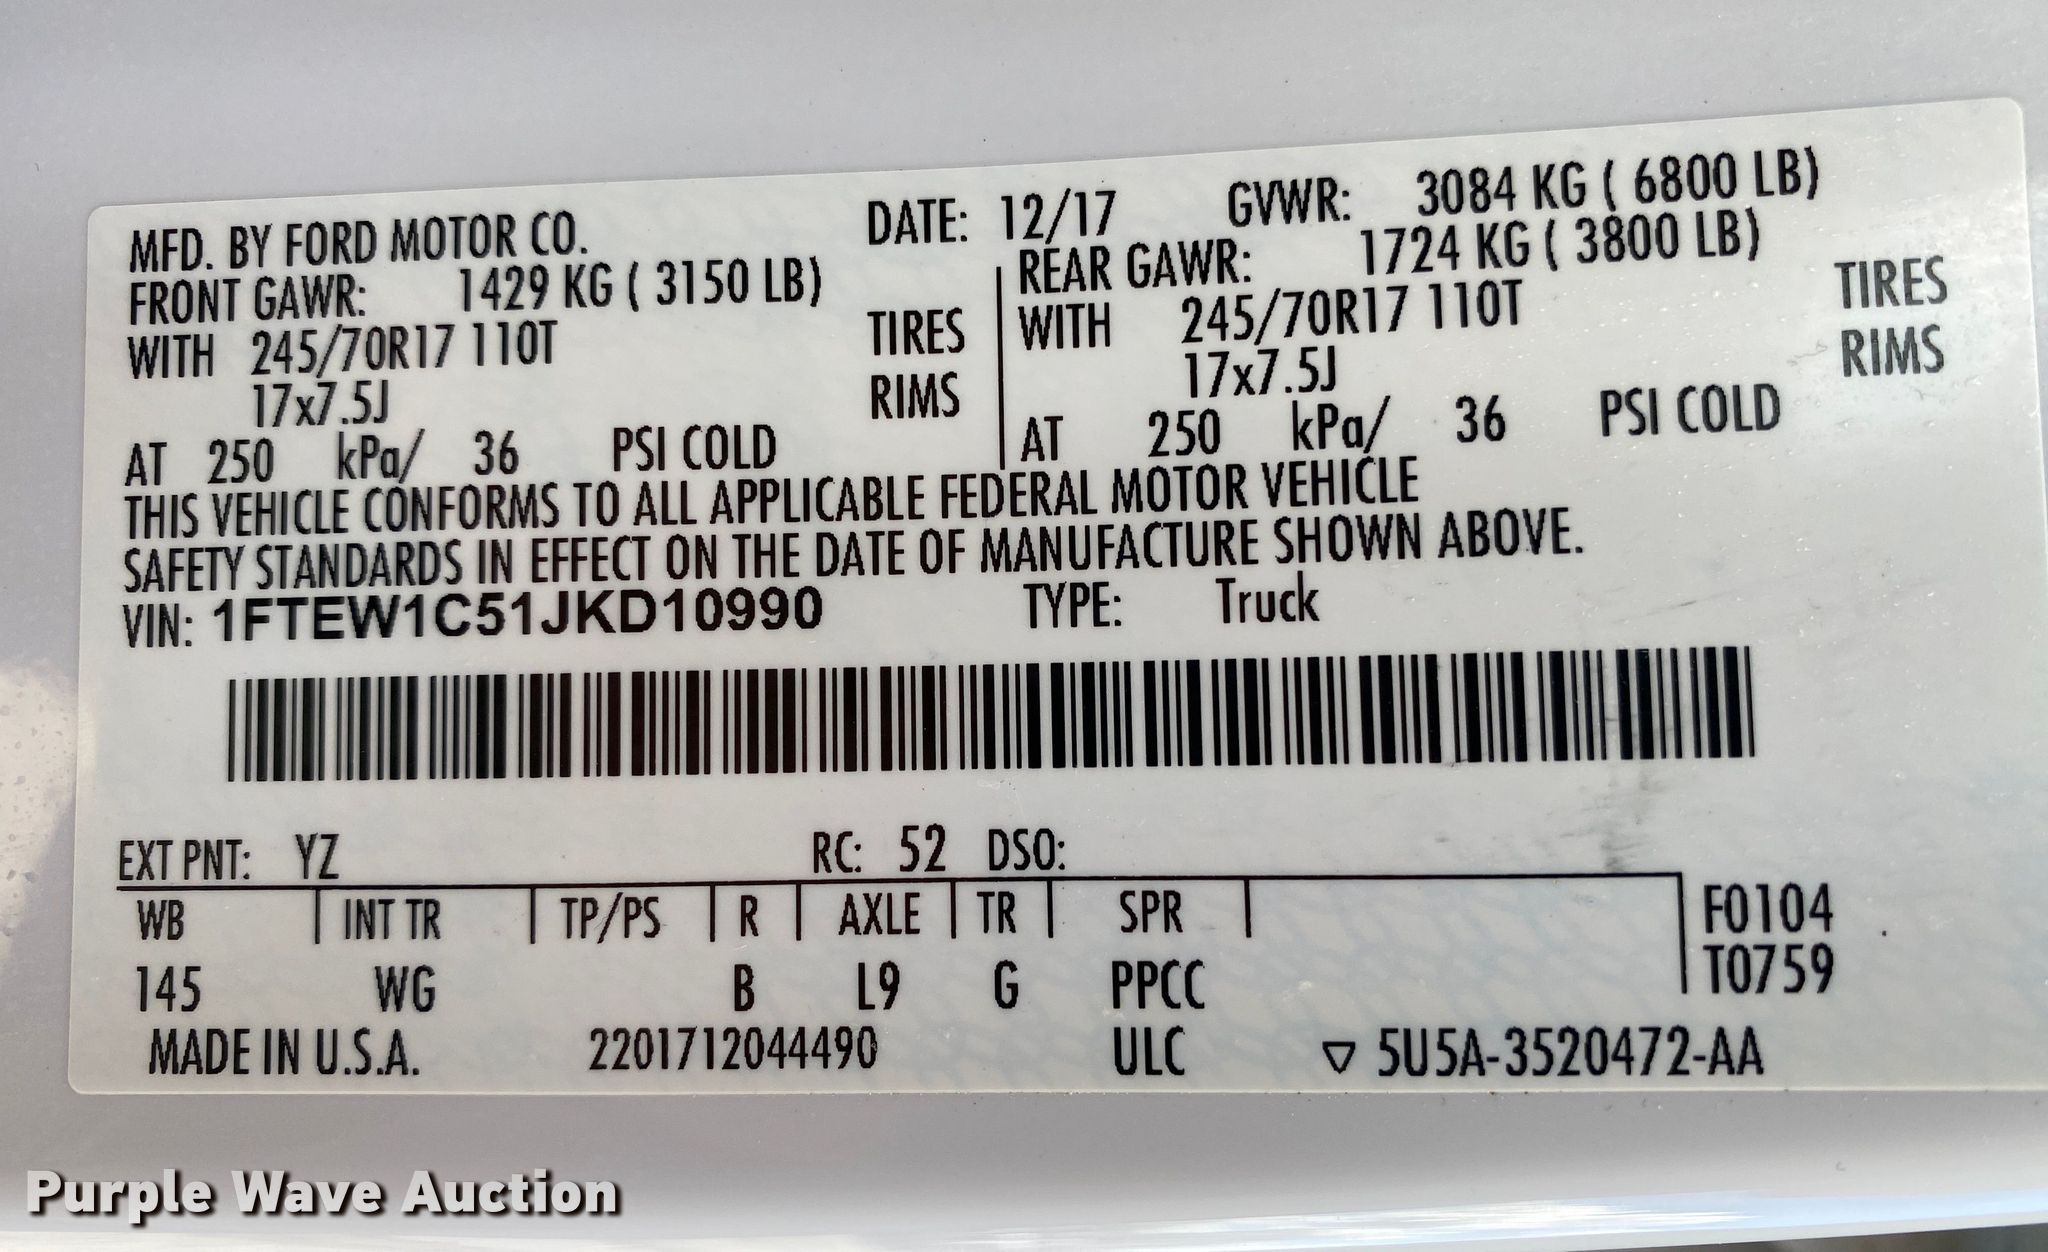 MFD. BY FORD MOTOR CO. DATE: 12/17 GVWR: 3084 KG ( 6800 LB)
FRONT GAWR: 1429 KG ( 3150 LB) REAR GAWR: 1724 KG ( 3800 LB)
WITH 245/70R17 110T TIRES WITH 245/70R17 110T TIRES
17x7.5J RIMS 17x7.5J RIMS
AT 250 kPa/ 36 PSI COLD AT 250 kPa/ 36 PSI COLD
THIS VEHICLE CONFORMS TO ALL APPLICABLE FEDERAL MOTOR VEHICLE
SAFETY STANDARDS IN EFFECT ON THE DATE OF MANUFACTURE SHOWN ABOVE.
VIN: 1FTEW1C51JKD10990 TYPE: Truck
EXT PNT: YZ RC: 52 DSO:
WB INT TR TP/PS R AXLE TR SPR F0104
145 WG B L9 G PPCC T0759
MADE IN U.S.A. 2201712044490 ULC ▽ 5U5A-3520472-AA
Purple Wave Auction